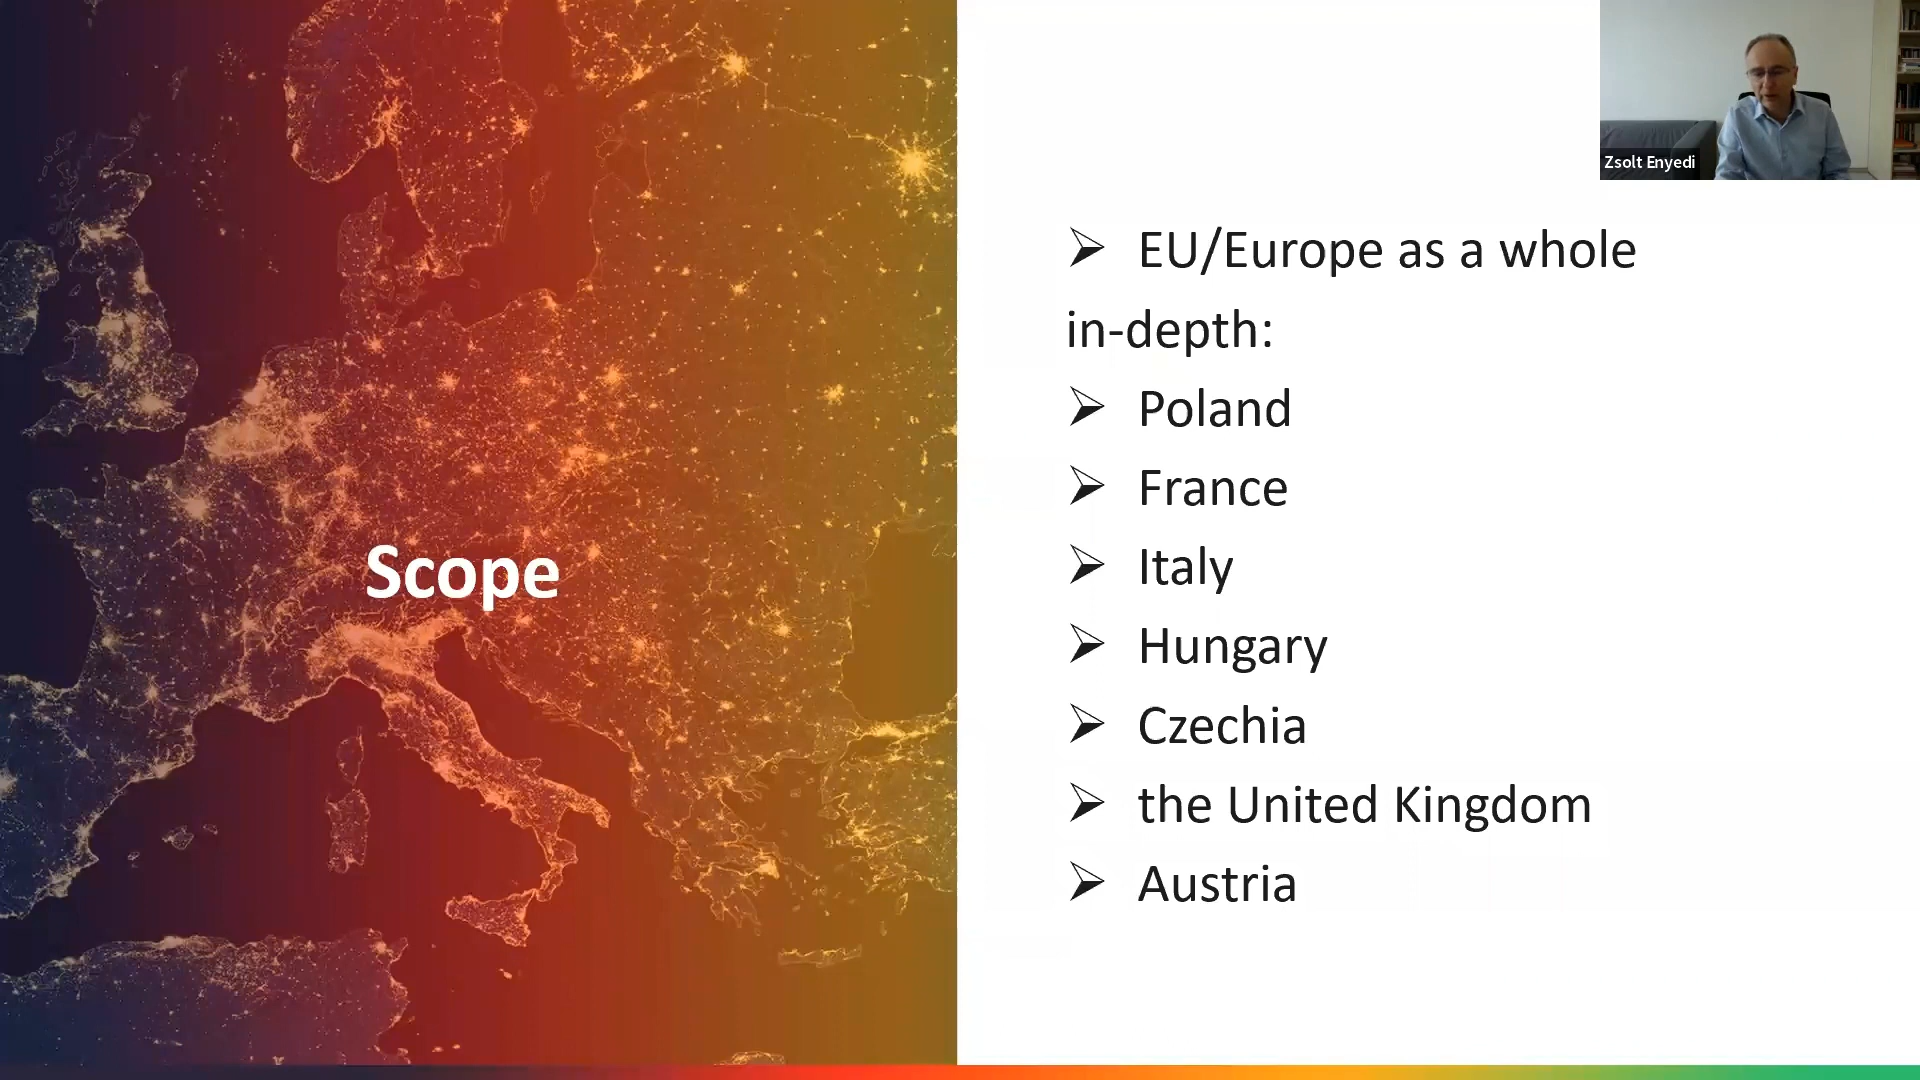 Zsolt Enyedi
Scope
EU/Europe as a whole
in-depth:
Poland
France
Italy
Hungary
Czechia
the United Kingdom
Austria